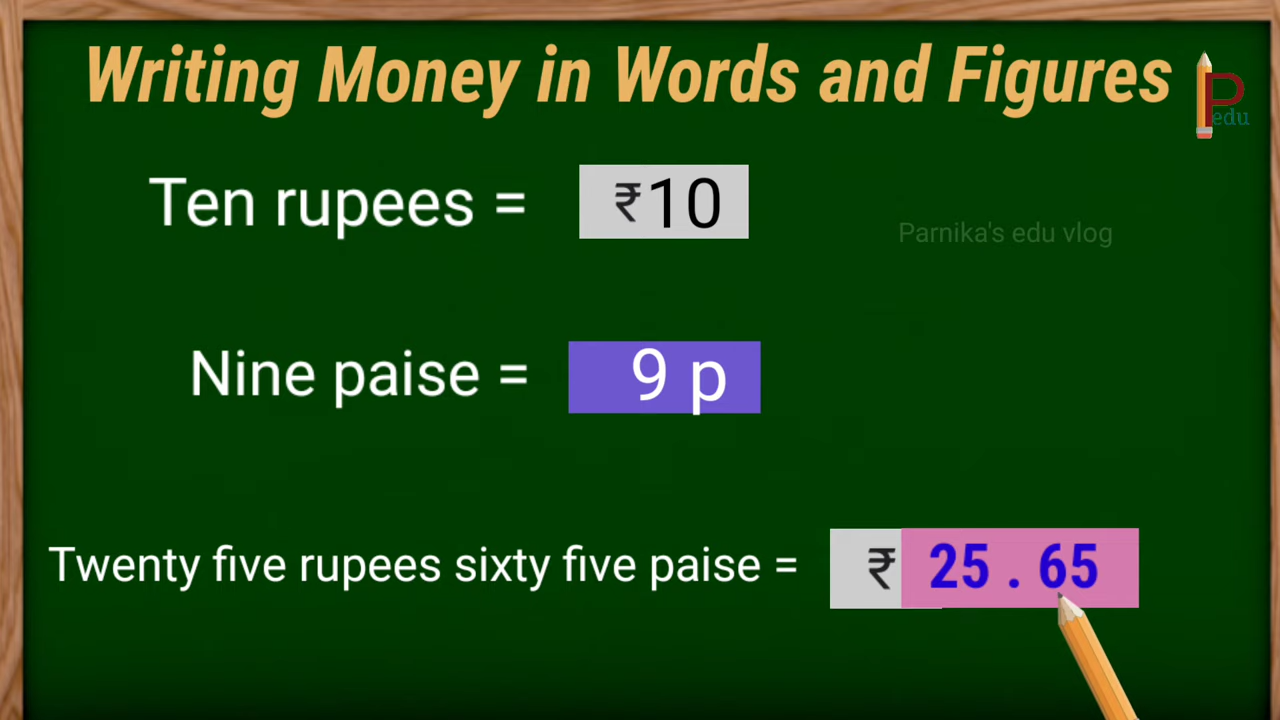 Writing Money in Words and Figures
P
edu
Ten rupees = ₹10
Parnika's edu vlog
Nine paise = 9 p
Twenty five rupees sixty five paise = ₹ 25 . 65